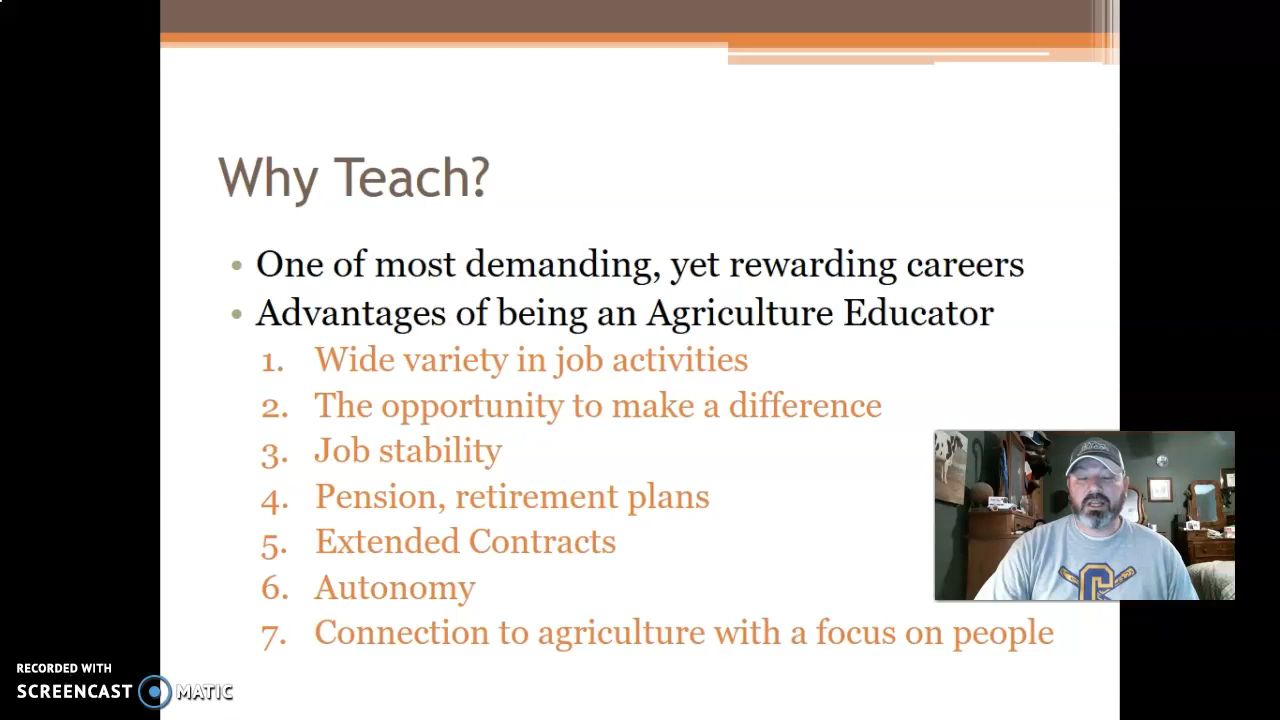 Why Teach?
• One of most demanding, yet rewarding careers
• Advantages of being an Agriculture Educator
1. Wide variety in job activities
2. The opportunity to make a difference
3. Job stability
4. Pension, retirement plans
5. Extended Contracts
6. Autonomy
7. Connection to agriculture with a focus on people
C
RECORDED WITH
SCREENCAST MATIC